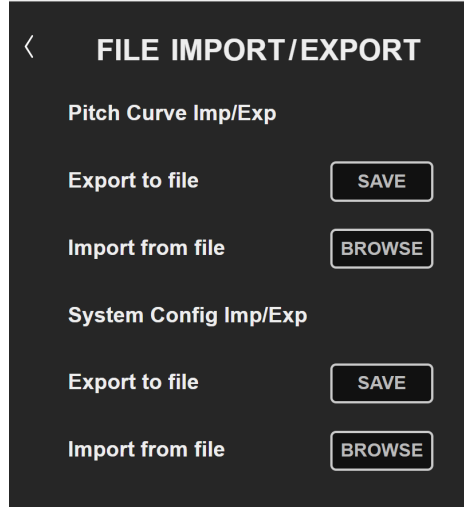 FILE IMPORT/EXPORT
Pitch Curve Imp/Exp
Export to file SAVE
Import from file BROWSE
System Config Imp/Exp
Export to file SAVE
Import from file BROWSE